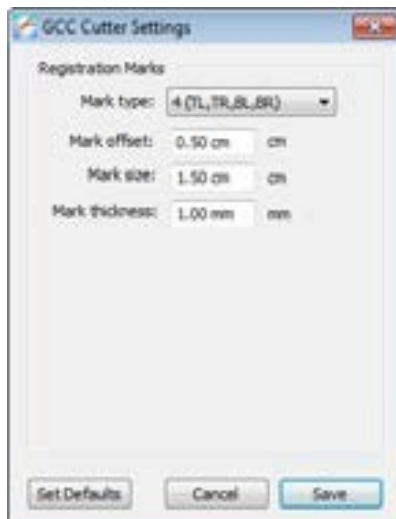 GCC Cutter Settings
Registration Marks
Mark type: 4 (TL,TR,BL,BR)
Mark offset: 0.50 cm cm
Mark size: 1.50 cm cm
Mark thickness: 1.00 mm mm
Set Defaults Cancel Save